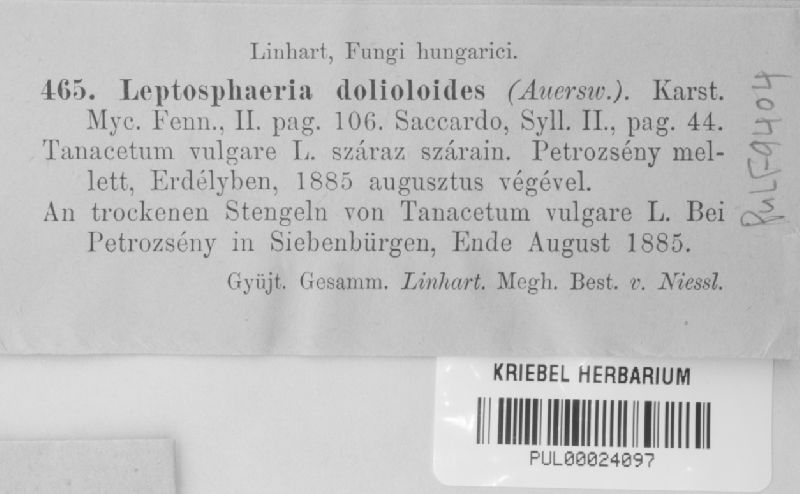 Linhart, Fungi hungarici.
465. Leptosphaeria dolioloides (Auersw.). Karst.
Myc. Fenn., II. pag. 106. Saccardo, Syll. II., pag. 44.
Tanacetum vulgare L. száraz szárain. Petrozsény mel-
lett, Erdélyben, 1885 augusztus végével.
An trockenen Stengeln von Tanacetum vulgare L. Bei
Petrozsény in Siebenbürgen, Ende August 1885.
Gyüjt. Gesamm. Linhart. Megh. Best. v. Niessl.
PUL F9404
KRIEBEL HERBARIUM
PUL00024097